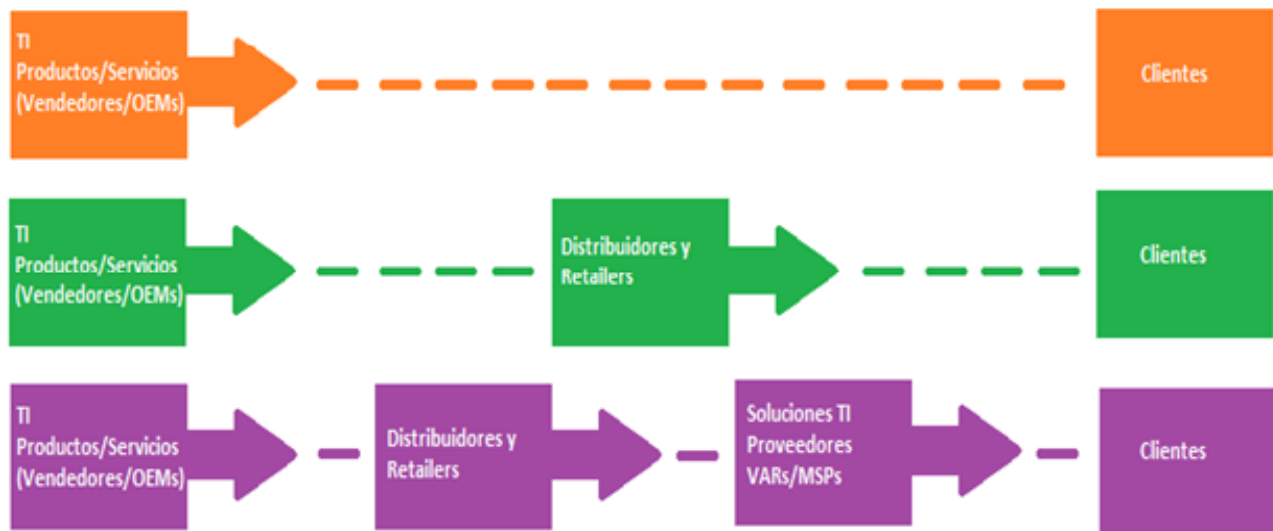 TI
Productos/Servicios
(Vendedores/OEMs)
Clientes
TI
Productos/Servicios
(Vendedores/OEMs)
Distribuidores y
Retailers
Clientes
TI
Productos/Servicios
(Vendedores/OEMs)
Distribuidores y
Retailers
Soluciones TI
Proveedores
VARs/MSPs
Clientes